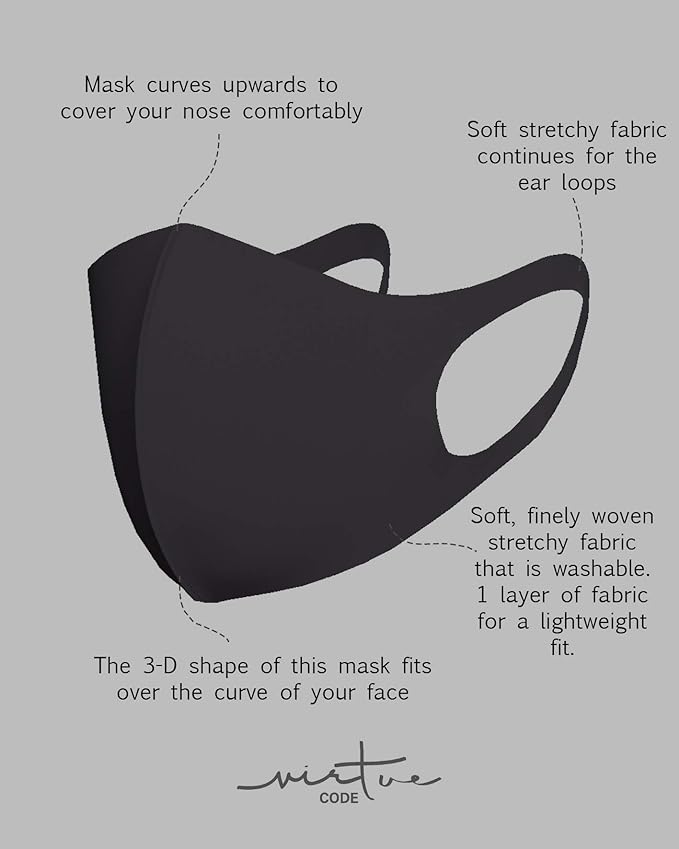 Mask curves upwards to
cover your nose comfortably
Soft stretchy fabric
continues for the
ear loops
Soft, finely woven
stretchy fabric
that is washable.
1 layer of fabric
for a lightweight
fit.
The 3-D shape of this mask fits
over the curve of your face
virtue
CODE